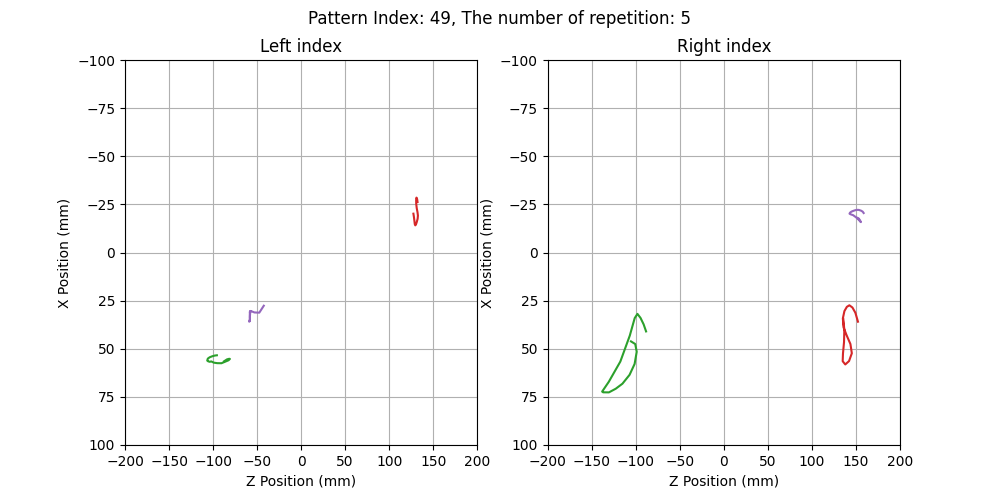 Pattern Index: 49, The number of repetition: 5
Left index
Right index
−100
−75
−50
−25
0
25
50
75
100
−200 −150 −100 −50 0 50 100 150 200
Z Position (mm)
X Position (mm)
−100
−75
−50
−25
0
25
50
75
100
−200 −150 −100 −50 0 50 100 150 200
Z Position (mm)
X Position (mm)